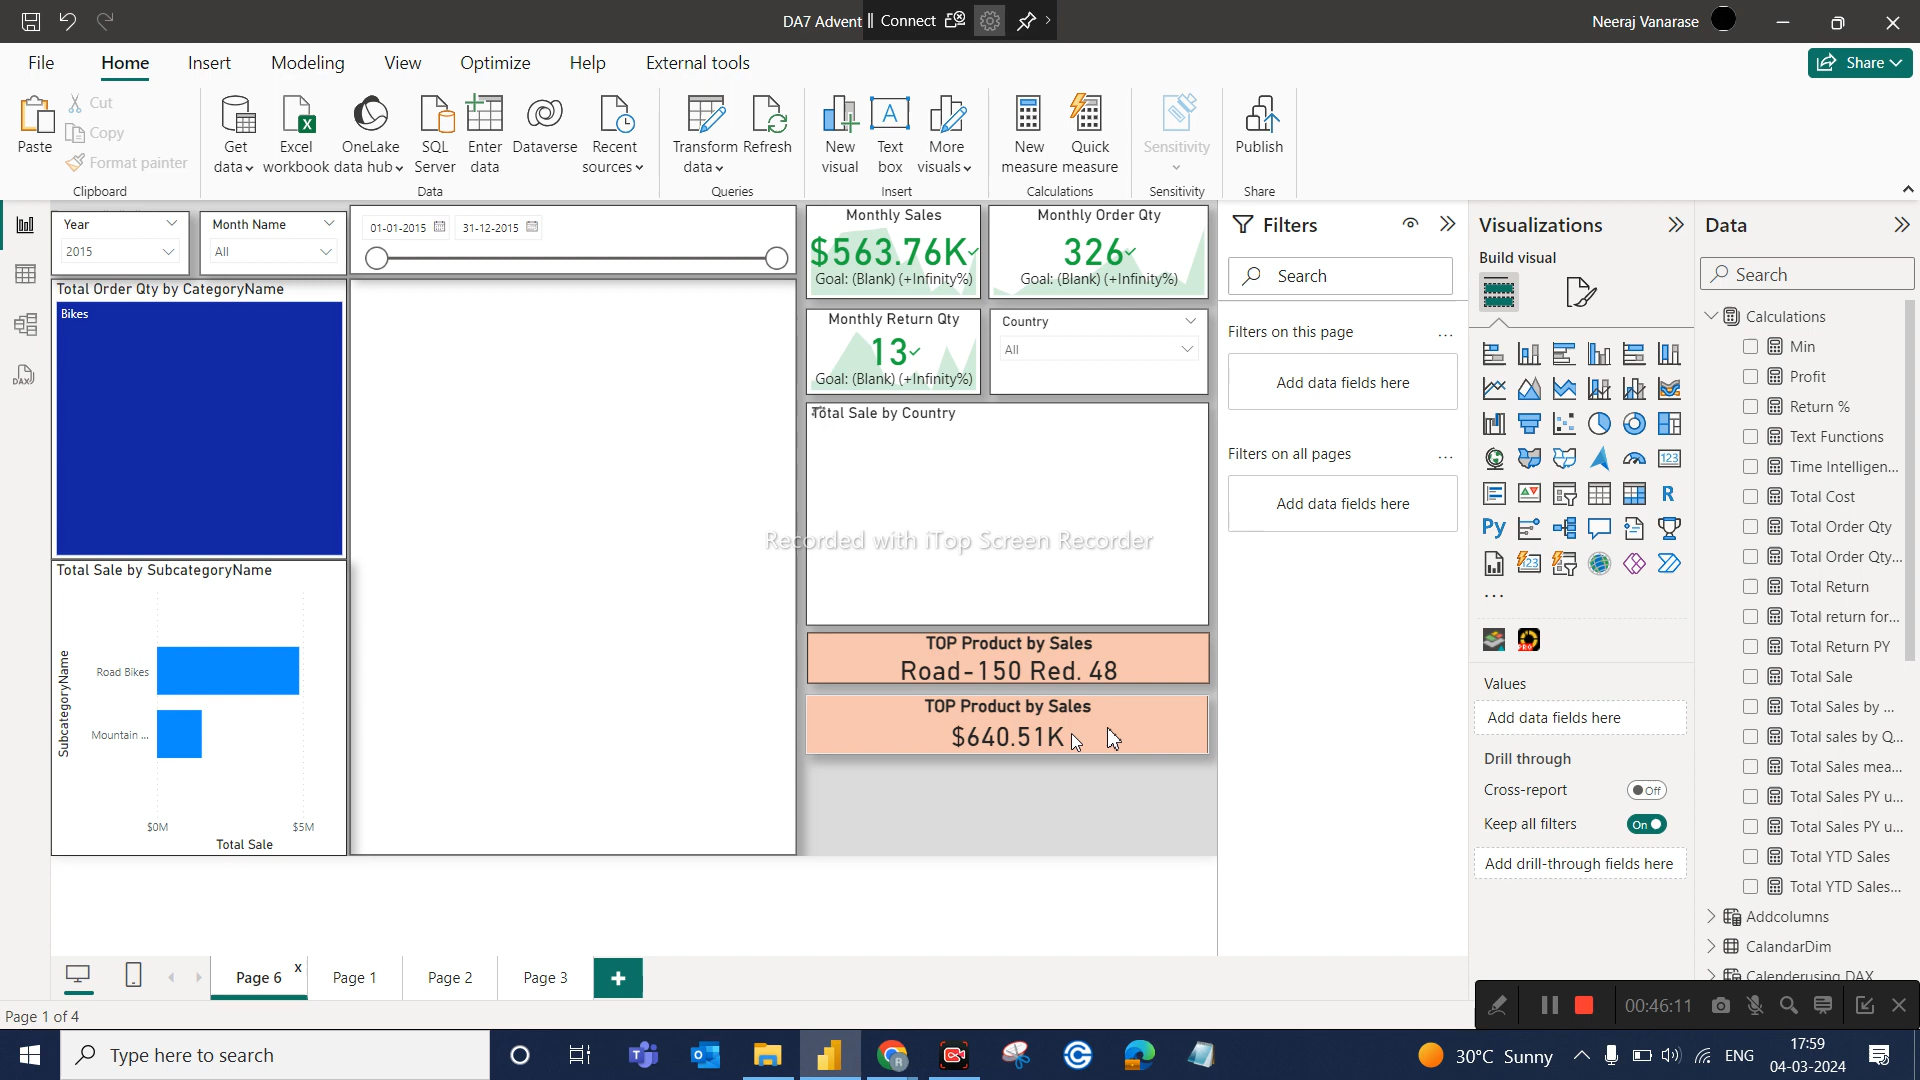 DA7 Advent
Connect
Neeraj Vanarase
File
Home
Insert
Modeling
View
Optimize
Help
External tools
Share
Paste
Cut
Copy
Format painter
Clipboard
Get
data
Excel
workbook
OneLake
data hub
SQL
Server
Enter
data
Dataverse
Recent
sources
Data
Transform
data
Refresh
Queries
New
visual
Text
box
More
visuals
Insert
New
measure
Quick
measure
Calculations
Sensitivity
Sensitivity
Publish
Share
Year
2015
Month Name
All
01-01-2015
31-12-2015
Total Order Qty by CategoryName
Bikes
Total Sale by SubcategoryName
SubcategoryName
Road Bikes
Mountain ...
$0M
$5M
Total Sale
Monthly Sales
$563.76K
Goal: (Blank) (+Infinity%)
Monthly Order Qty
326
Goal: (Blank) (+Infinity%)
Monthly Return Qty
13
Goal: (Blank) (+Infinity%)
Country
All
Total Sale by Country
Recorded with iTop Screen Recorder
TOP Product by Sales
Road-150 Red. 48
TOP Product by Sales
$640.51K
Filters
Search
Filters on this page
...
Add data fields here
Filters on all pages
...
Add data fields here
Visualizations
Build visual
123
R
Py
123
...
PRO
Values
Add data fields here
Drill through
Cross-report
Off
Keep all filters
On
Add drill-through fields here
Data
Search
Calculations
Min
Profit
Return %
Text Functions
Time Intelligen...
Total Cost
Total Order Qty
Total Order Qty...
Total Return
Total return for...
Total Return PY
Total Sale
Total Sales by ...
Total sales by Q...
Total Sales mea...
Total Sales PY u...
Total Sales PY u...
Total YTD Sales
Total YTD Sales...
Addcolumns
CalandarDim
Calenderusing DAX
DAX
Page 6
x
Page 1
Page 2
Page 3
+
00:46:11
Page 1 of 4
Type here to search
30°C Sunny
ENG
17:59
04-03-2024